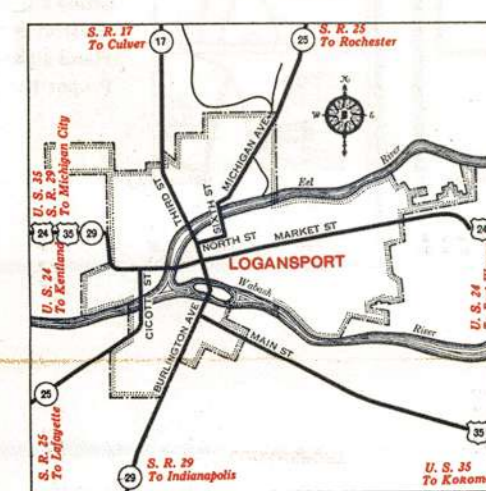 S. R. 17
To Culver
17
S. R. 25
To Rochester
25
N
W
E
S
MICHIGAN AVE
THIRD ST
SIXTH ST
Eel
River
U. S. 35
S. R. 29
To Michigan City
24
35
29
NORTH ST
MARKET ST
24
LOGANSPORT
U. S. 24
To Kentland
CICOTT ST
Wabash
River
U. S. 24
BURLINGTON AVE
MAIN ST
25
S. R. 25
To Lafayette
29
S. R. 29
To Indianapolis
35
U. S. 35
To Kokomo